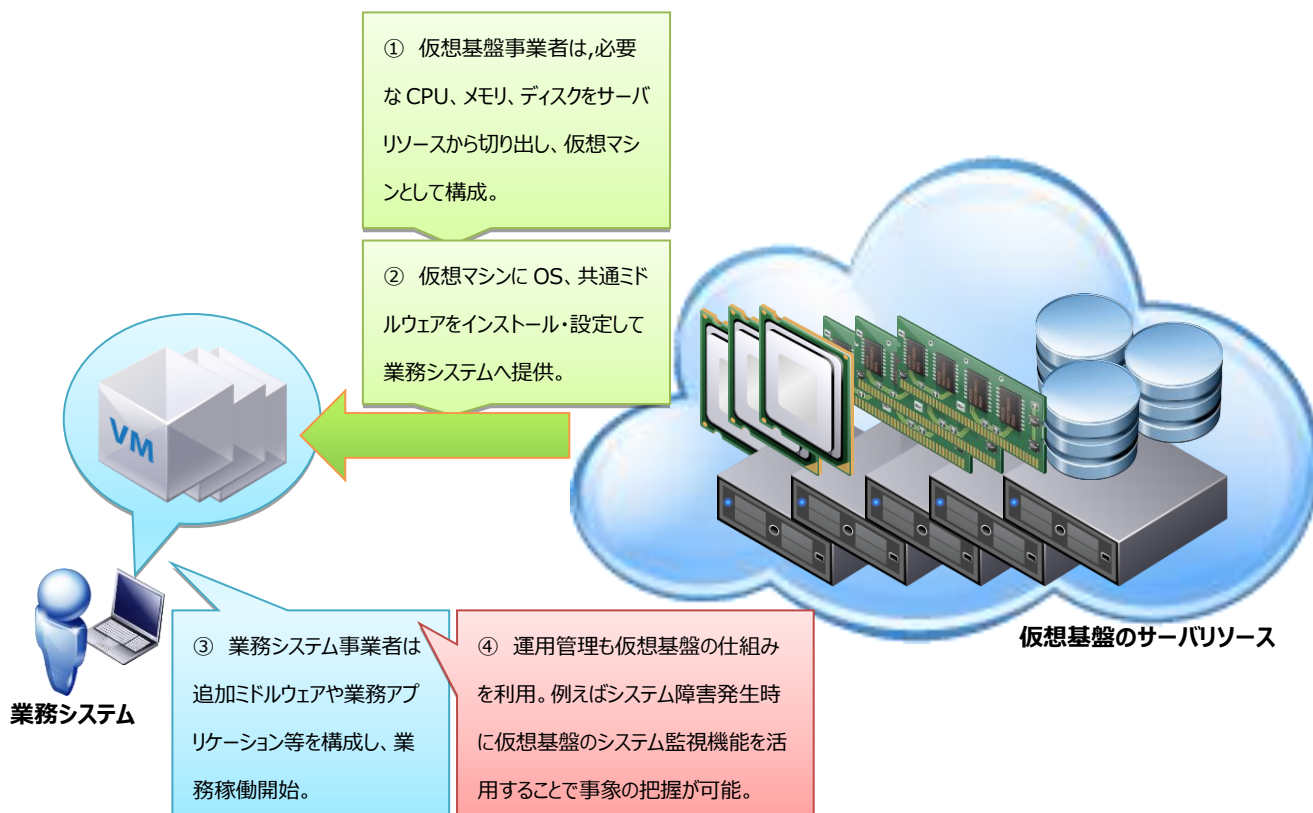 ① 仮想基盤事業者は,必要
な CPU、メモリ、ディスクをサーバ
リソースから切り出し、仮想マシ
ンとして構成。
② 仮想マシンに OS、共通ミド
ルウェアをインストール・設定して
業務システムへ提供。
VM
仮想基盤のサーバリソース
業務システム
③ 業務システム事業者は
追加ミドルウェアや業務アプ
リケーション等を構成し、業
務稼働開始。
④ 運用管理も仮想基盤の仕組み
を利用。例えばシステム障害発生時
に仮想基盤のシステム監視機能を活
用することで事象の把握が可能。